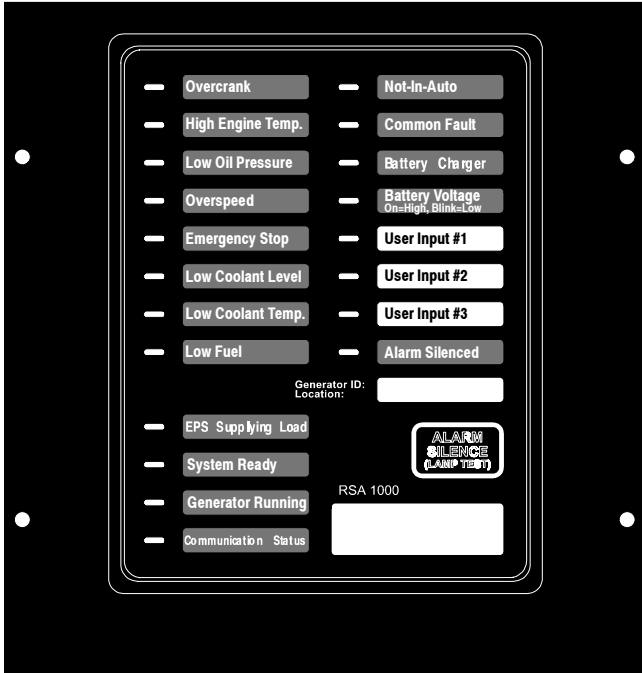 Overcrank
High Engine Temp.
Low Oil Pressure
Overspeed
Emergency Stop
Low Coolant Level
Low Coolant Temp.
Low Fuel
Not-In-Auto
Common Fault
Battery Charger
Battery Voltage
On=High, Blink=Low
User Input #1
User Input #2
User Input #3
Alarm Silenced
Generator ID:
Location:
EPS Supplying Load
System Ready
Generator Running
Communication Status
ALARM
SILENCE
(LAMP TEST)
RSA 1000